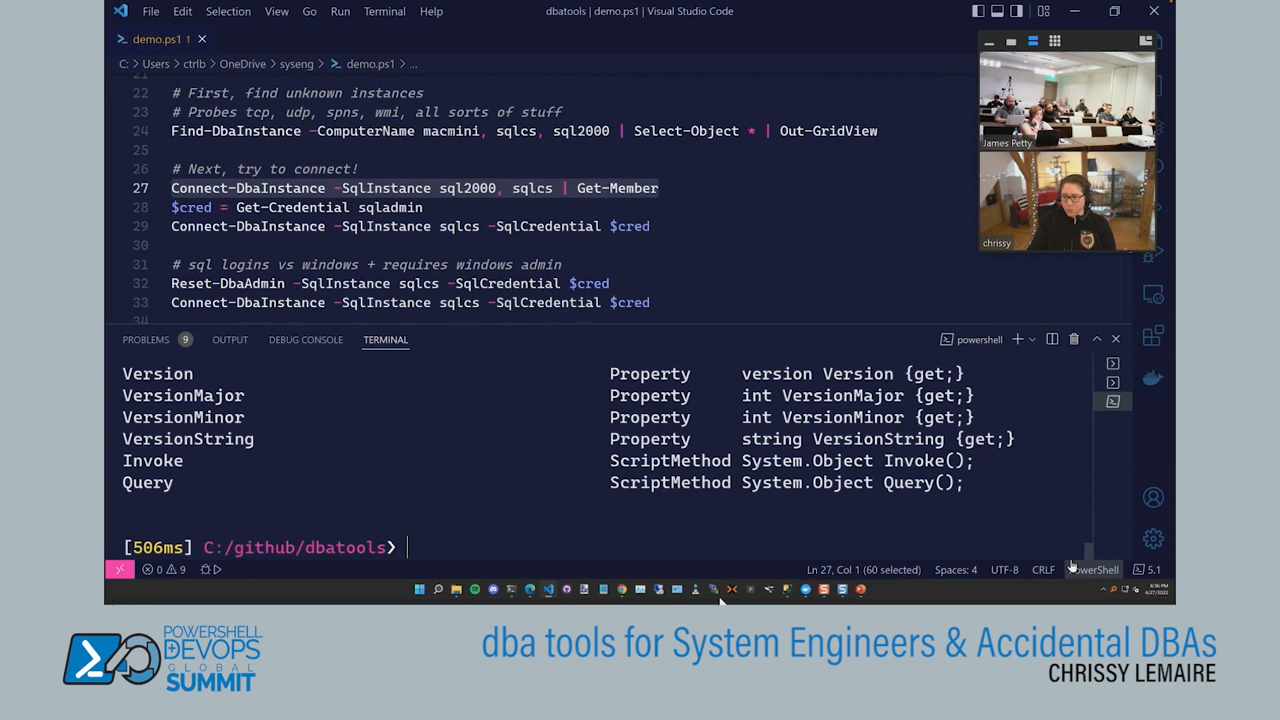 File Edit Selection View Go Run Terminal Help
dbatools | demo.ps1 | Visual Studio Code
demo.ps1 1
C: > Users > ctrlb > OneDrive > syseng > demo.ps1 > ...
21
22 # First, find unknown instances
23 # Probes tcp, udp, spns, wmi, all sorts of stuff
24 Find-DbaInstance -ComputerName macmini, sqlcs, sql2000 | Select-Object * | Out-GridView
25
26 # Next, try to connect!
27 Connect-DbaInstance -SqlInstance sql2000, sqlcs | Get-Member
28 $cred = Get-Credential sqladmin
29 Connect-DbaInstance -SqlInstance sqlcs -SqlCredential $cred
30
31 # sql logins vs windows + requires windows admin
32 Reset-DbaAdmin -SqlInstance sqlcs -SqlCredential $cred
33 Connect-DbaInstance -SqlInstance sqlcs -SqlCredential $cred
34
James Petty
chrissy
PROBLEMS 9 OUTPUT DEBUG CONSOLE TERMINAL
powershell
Version Property version Version {get;}
VersionMajor Property int VersionMajor {get;}
VersionMinor Property int VersionMinor {get;}
VersionString Property string VersionString {get;}
Invoke ScriptMethod System.Object Invoke();
Query ScriptMethod System.Object Query();
[506ms] C:/github/dbatools❯
0 9
Ln 27, Col 1 (60 selected) Spaces: 4 UTF-8 CRLF PowerShell 5.1
6:36 PM
4/27/2022
POWERSHELL
+DEVOPS
GLOBAL
SUMMIT
dba tools for System Engineers & Accidental DBAs
CHRISSY LEMAIRE